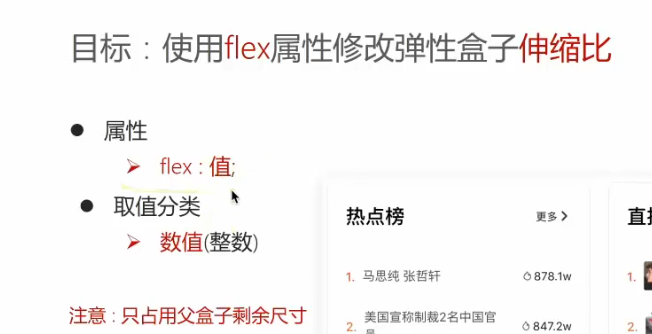 目标：使用flex属性修改弹性盒子伸缩比
● 属性
➢ flex : 值;
● 取值分类
➢ 数值(整数)
注意 : 只占用父盒子剩余尺寸
热点榜
更多 >
1. 马思纯 张哲轩
878.1w
2. 美国宣称制裁2名中国官
847.2w
直
1.
2.